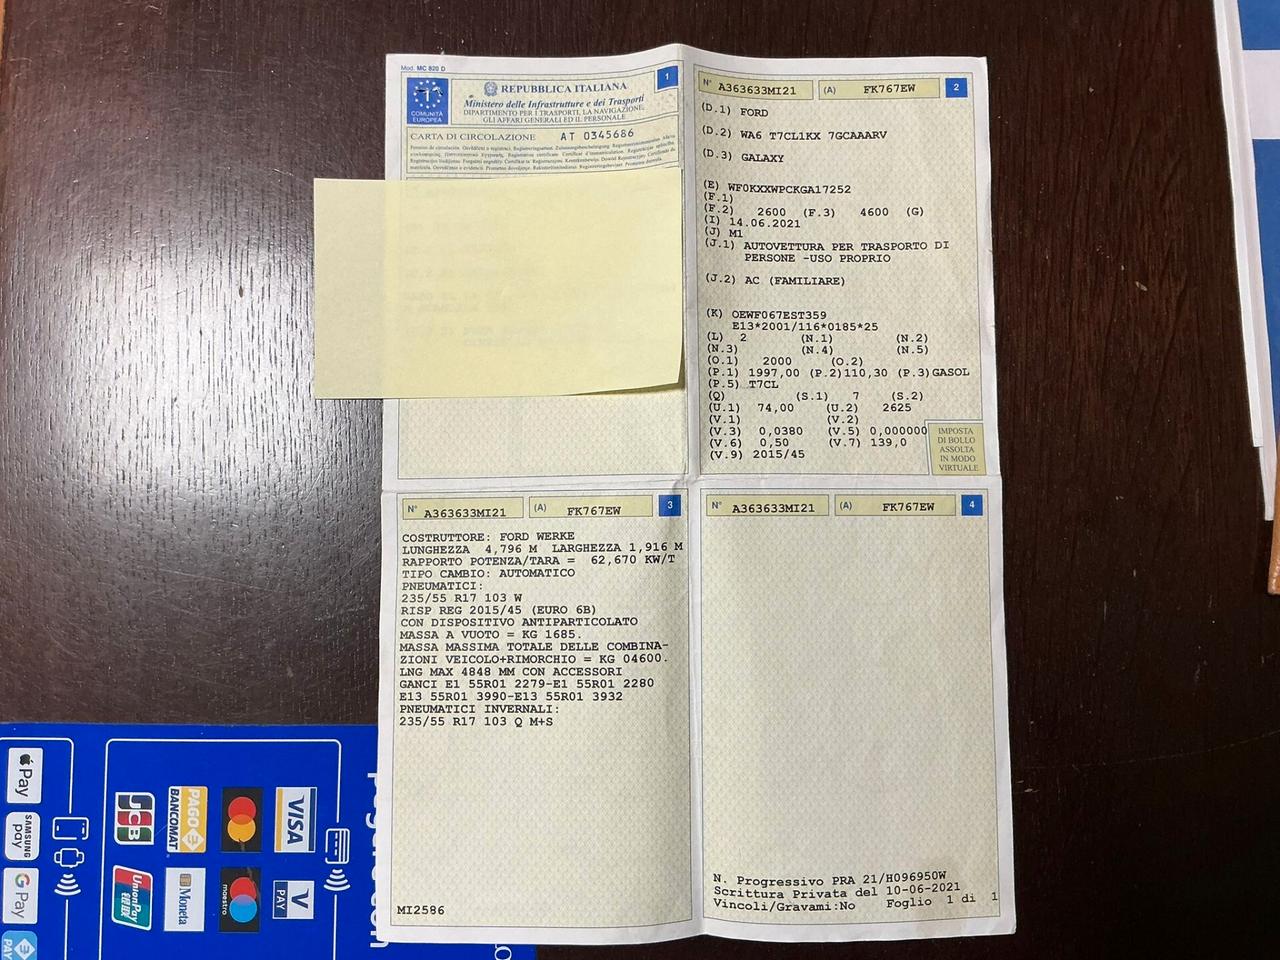 Mod. MC 820 D
1
COMUNITÀ
EUROPEA
REPUBBLICA ITALIANA
Ministero delle Infrastrutture e dei Trasporti
DIPARTIMENTO PER I TRASPORTI, LA NAVIGAZIONE,
GLI AFFARI GENERALI ED IL PERSONALE
CARTA DI CIRCOLAZIONE AT 0345686
N° A363633MI21 (A) FK767EW 2
(D.1) FORD
(D.2) WA6 T7CL1KX 7GCAAARV
(D.3) GALAXY
(E) WF0KXXWPCKGA17252
(F.1)
(F.2) 2600 (F.3) 4600 (G)
(I) 14.06.2021
(J) M1
(J.1) AUTOVETTURA PER TRASPORTO DI
PERSONE -USO PROPRIO
(J.2) AC (FAMILIARE)
(K) OEWF067EST359
E13*2001/116*0185*25
(L) 2 (N.1) (N.2)
(N.3) (N.4) (N.5)
(O.1) 2000 (O.2)
(P.1) 1997,00 (P.2)110,30 (P.3)GASOL
(P.5) T7CL
(Q) (S.1) 7 (S.2)
(U.1) 74,00 (U.2) 2625
(V.1) (V.2)
(V.3) 0,0380 (V.5) 0,000000
(V.6) 0,50 (V.7) 139,0
(V.9) 2015/45
IMPOSTA
DI BOLLO
ASSOLTA
IN MODO
VIRTUALE
N° A363633MI21 (A) FK767EW 3
COSTRUTTORE: FORD WERKE
LUNGHEZZA 4,796 M LARGHEZZA 1,916 M
RAPPORTO POTENZA/TARA = 62,670 KW/T
TIPO CAMBIO: AUTOMATICO
PNEUMATICI:
235/55 R17 103 W
RISP REG 2015/45 (EURO 6B)
CON DISPOSITIVO ANTIPARTICOLATO
MASSA A VUOTO = KG 1685.
MASSA MASSIMA TOTALE DELLE COMBINA-
ZIONI VEICOLO+RIMORCHIO = KG 04600.
LNG MAX 4848 MM CON ACCESSORI
GANCI E1 55R01 2279-E1 55R01 2280
E13 55R01 3990-E13 55R01 3932
PNEUMATICI INVERNALI:
235/55 R17 103 Q M+S
MI2586
N° A363633MI21 (A) FK767EW 4
N. Progressivo PRA 21/H096950W
Scrittura Privata del 10-06-2021
Vincoli/Gravami:No Foglio 1 di 1
Pay
SAMSUNG
pay
G Pay
PAY
JCB
PAGO
BANCOMAT
VISA
UnionPay
银联
Moneta
maestro
V
PAY